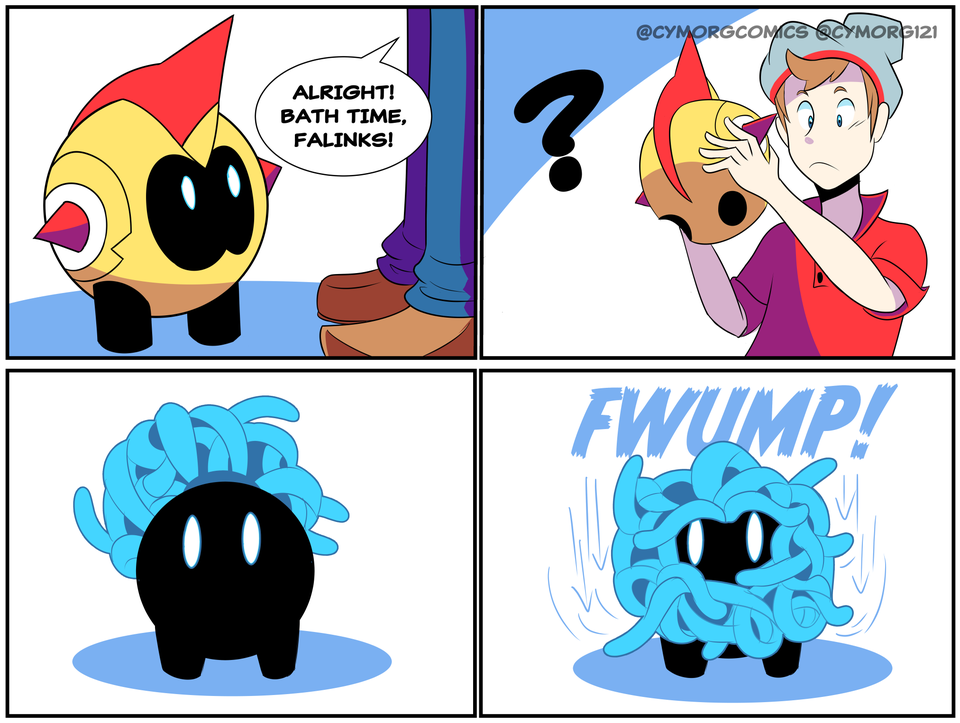 ALRIGHT!
BATH TIME,
FALINKS!
@CYMORGCOMICS @CYMORG121
?
FWUMP!